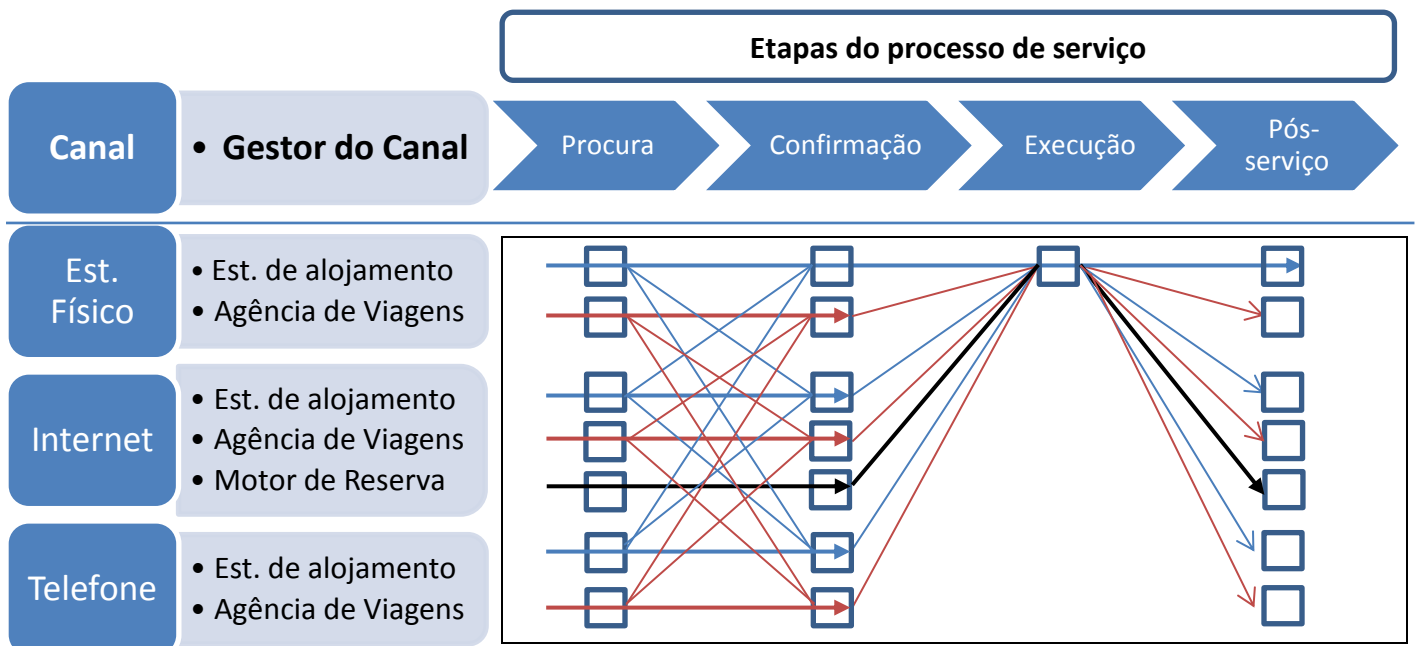 Etapas do processo de serviço
Canal
• Gestor do Canal
Procura
Confirmação
Execução
Pós-
serviço
Est.
Físico
• Est. de alojamento
• Agência de Viagens
Internet
• Est. de alojamento
• Agência de Viagens
• Motor de Reserva
Telefone
• Est. de alojamento
• Agência de Viagens